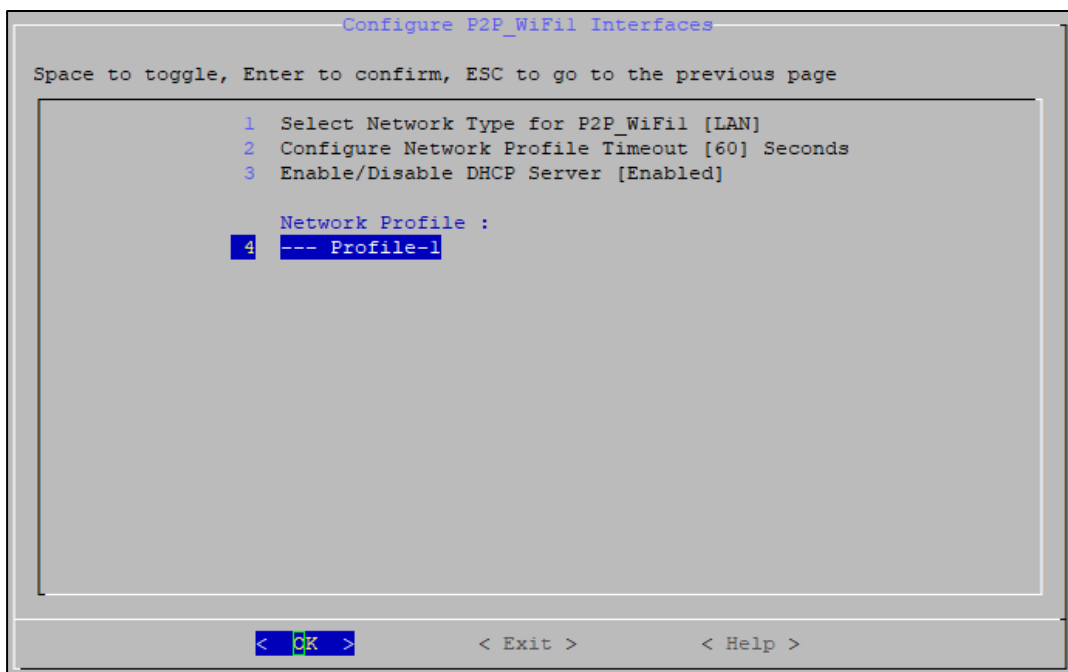 Configure P2P_WiFi1 Interfaces
Space to toggle, Enter to confirm, ESC to go to the previous page
1 Select Network Type for P2P_WiFi1 [LAN]
2 Configure Network Profile Timeout [60] Seconds
3 Enable/Disable DHCP Server [Enabled]
Network Profile :
4 --- Profile-1
< OK > < Exit > < Help >